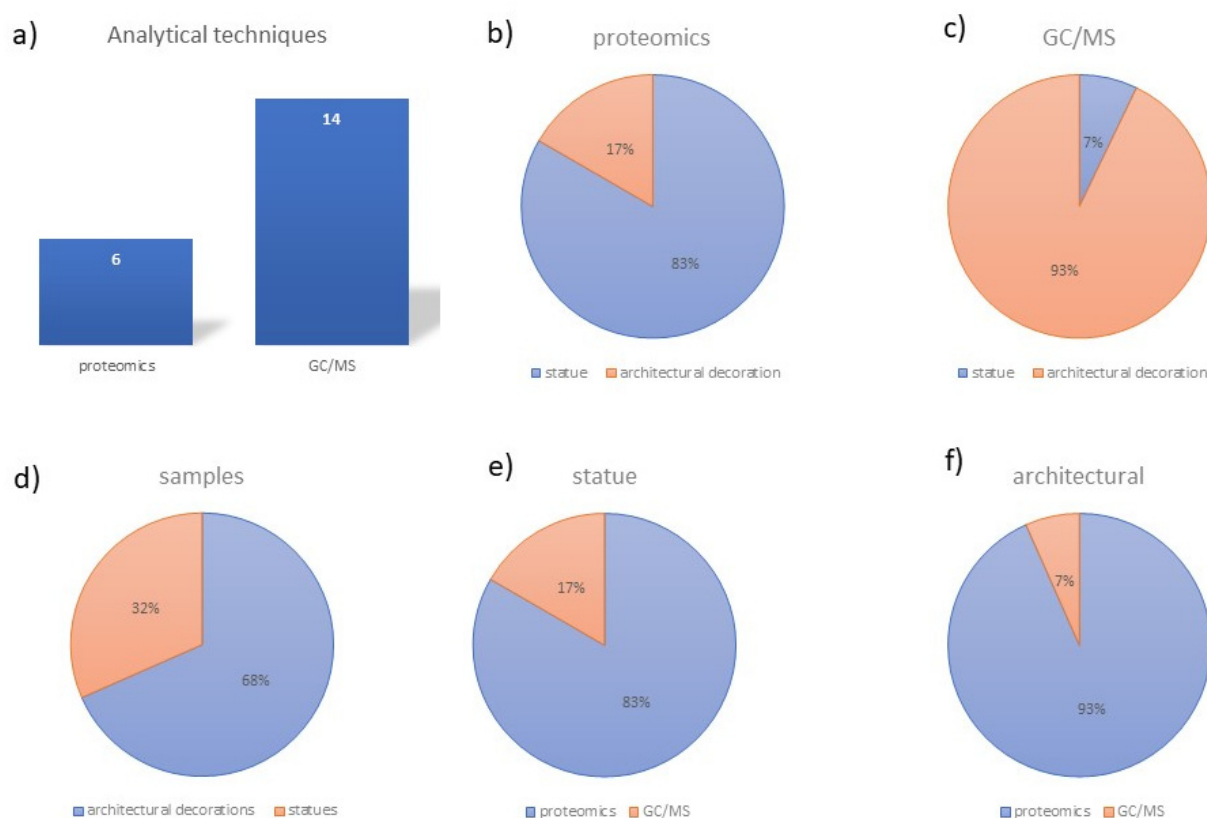 a) Analytical techniques
14
6
proteomics GC/MS
b) proteomics
17%
83%
statue architectural decoration
c) GC/MS
7%
93%
statue architectural decoration
d) samples
32%
68%
architectural decorations statues
e) statue
17%
83%
proteomics GC/MS
f) architectural
7%
93%
proteomics GC/MS